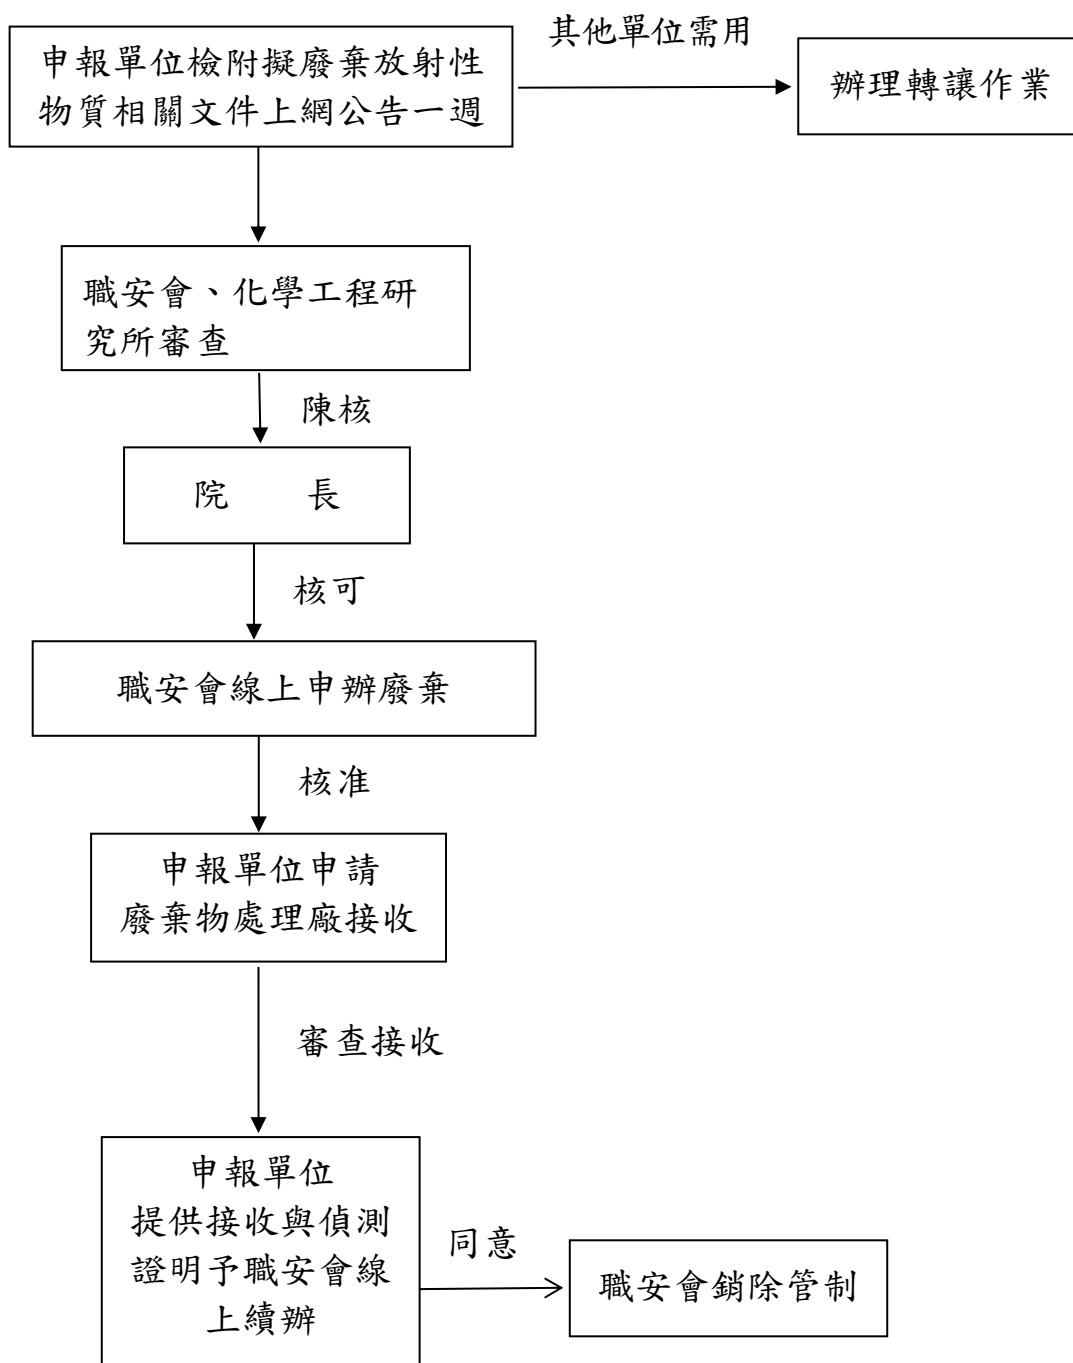 其他單位需用
申報單位檢附擬廢棄放射性
物質相關文件上網公告一週
辦理轉讓作業
職安會、化學工程研
究所審查
陳核
院 長
核可
職安會線上申辦廢棄
核准
申報單位申請
廢棄物處理廠接收
審查接收
申報單位
提供接收與偵測
證明予職安會線
上續辦
同意
職安會銷除管制